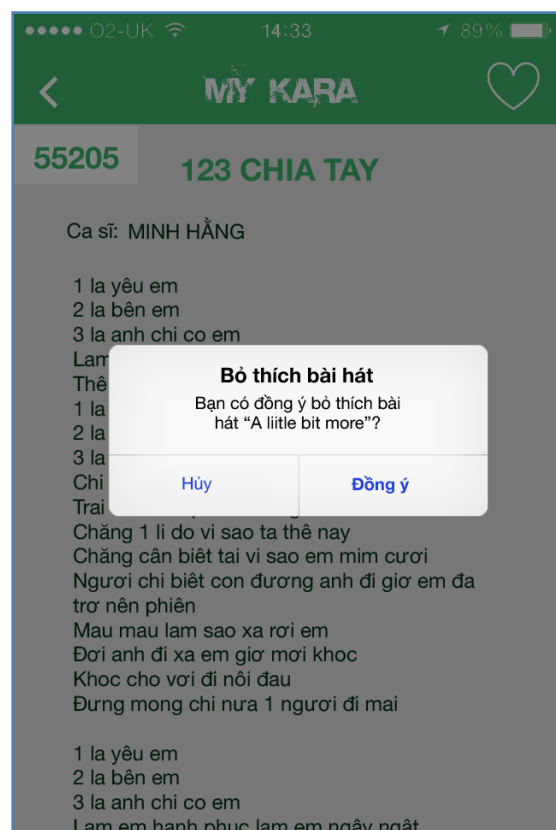 O2-UK 14:33 89%
MY KARA
55205
123 CHIA TAY
Ca sĩ: MINH HẰNG
1 la yêu em
2 la bên em
3 la anh chi co em
Lam
Thê
1 la
2 la
3 la
Chi
Trai
Bỏ thích bài hát
Bạn có đồng ý bỏ thích bài
hát “A liitle bit more”?
Hủy Đồng ý
Chăng 1 li do vi sao ta thê nay
Chăng cân biêt tai vi sao em mim cươi
Ngươi chi biêt con đương anh đi giơ em đa
trơ nên phiên
Mau mau lam sao xa rơi em
Đơi anh đi xa em giơ mơi khoc
Khoc cho vơi đi nôi đau
Đưng mong chi nưa 1 ngươi đi mai
1 la yêu em
2 la bên em
3 la anh chi co em
Lam em hanh phuc lam em ngây ngât